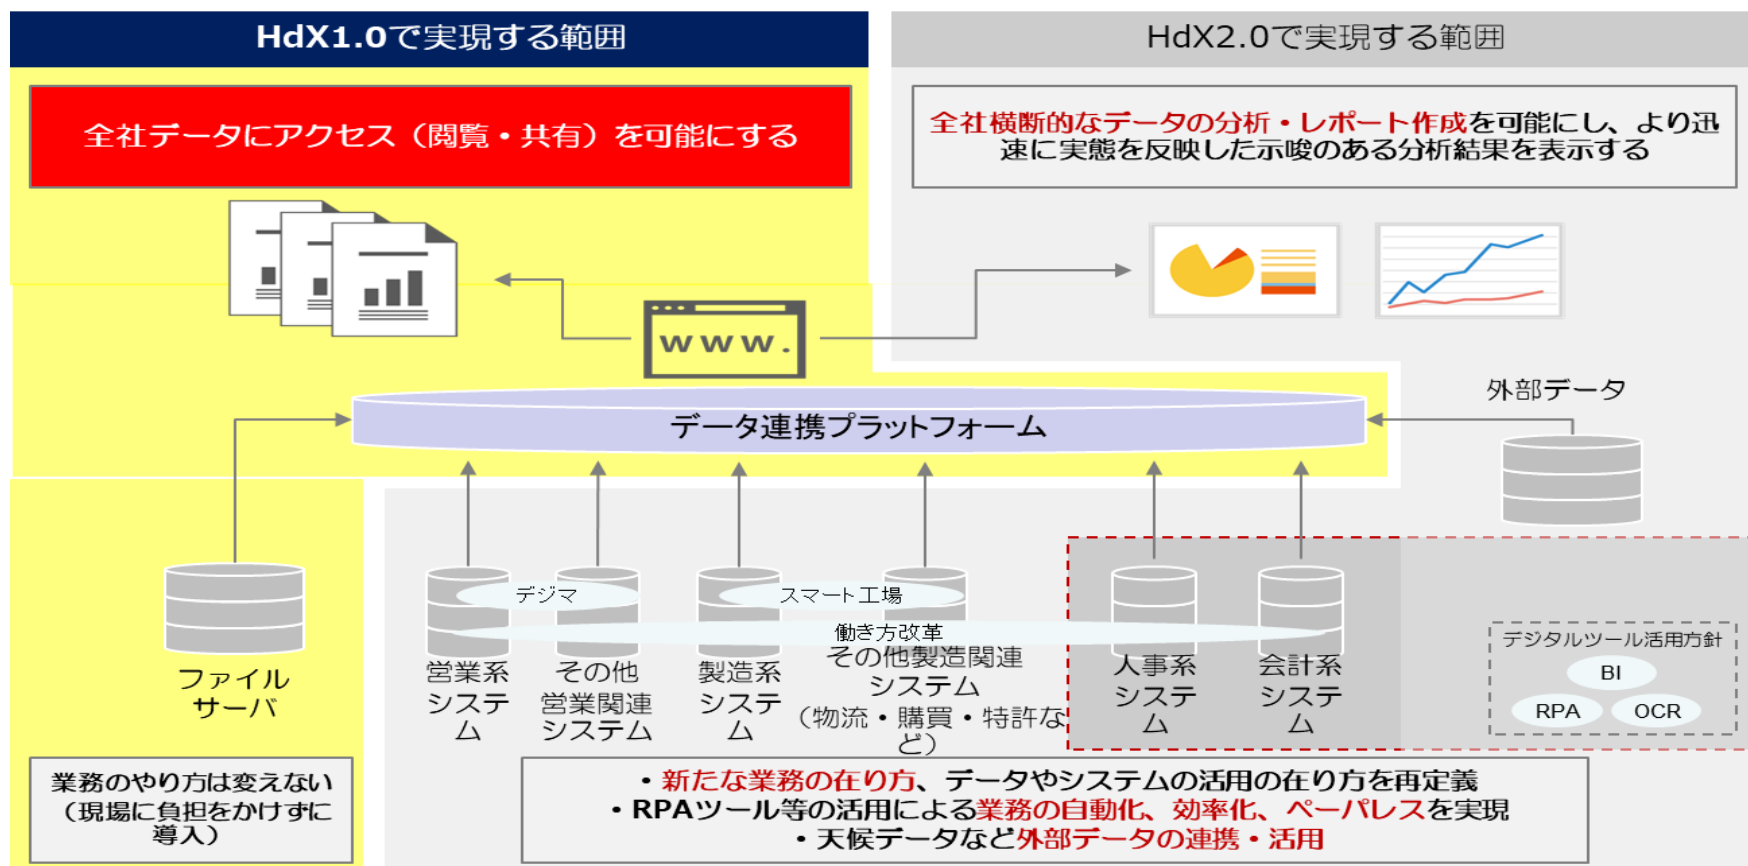 HdX1.0で実現する範囲
HdX2.0で実現する範囲
全社データにアクセス（閲覧・共有）を可能にする
全社横断的なデータの分析・レポート作成を可能にし、より迅
速に実態を反映した示唆のある分析結果を表示する
www.
外部データ
データ連携プラットフォーム
デジマ
スマート工場
働き方改革
ファイル
サーバ
営業系
システ
ム
その他
営業関連
システム
製造系
システ
ム
その他製造関連
システム
（物流・購買・特許な
ど）
人事系
システ
ム
会計系
システ
ム
デジタルツール活用方針
BI
RPA
OCR
業務のやり方は変えない
（現場に負担をかけずに
導入）
・新たな業務の在り方、データやシステムの活用の在り方を再定義
・RPAツール等の活用による業務の自動化、効率化、ペーパレスを実現
・天候データなど外部データの連携・活用